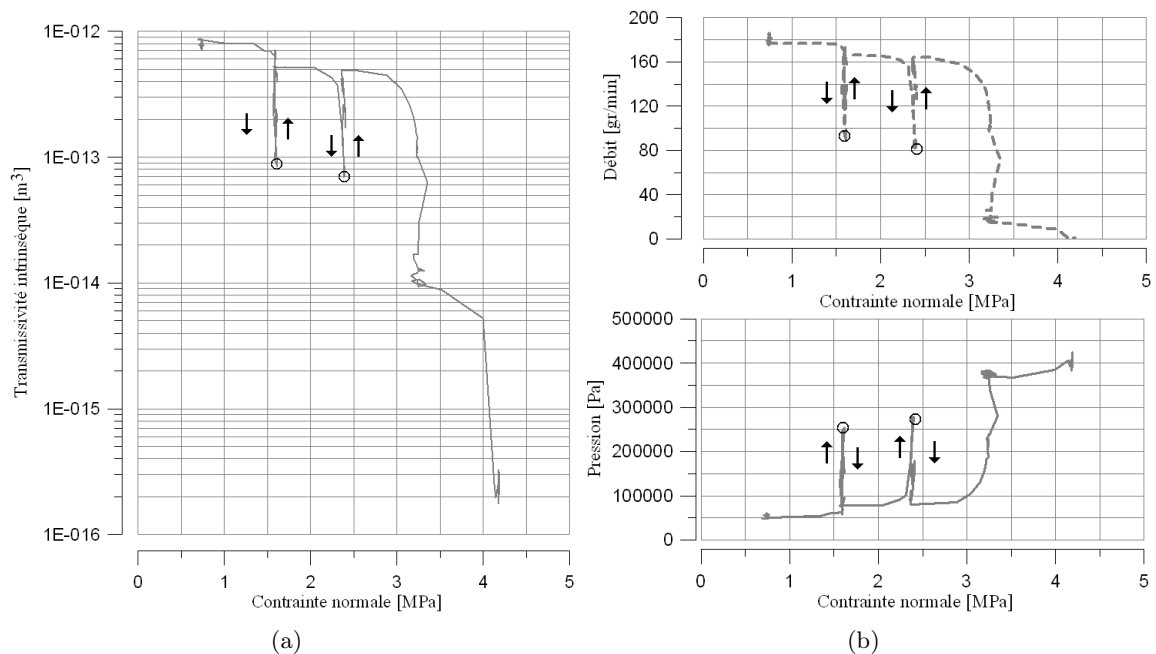 1E-012
1E-013
1E-014
1E-015
1E-016
Transmissivité intrinsèque [m3]
0 1 2 3 4 5
Contrainte normale [MPa]
(a)
200
160
120
80
40
0
Débit [gr/min]
0 1 2 3 4 5
Contrainte normale [MPa]
500000
400000
300000
200000
100000
0
Pression [Pa]
0 1 2 3 4 5
Contrainte normale [MPa]
(b)